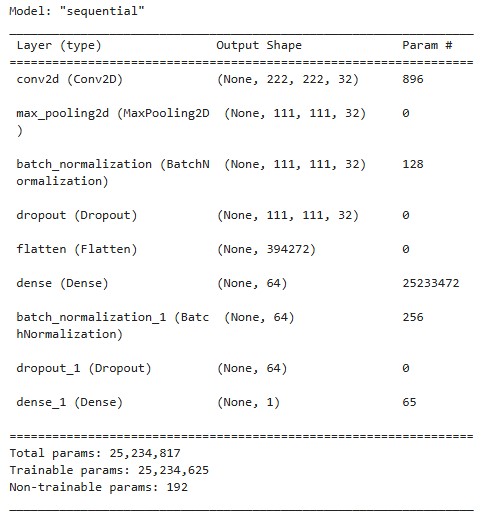 Model: "sequential"
_________________________________________________________________
Layer (type) Output Shape Param #
=================================================================
conv2d (Conv2D) (None, 222, 222, 32) 896
max_pooling2d (MaxPooling2D (None, 111, 111, 32) 0
)
batch_normalization (BatchN (None, 111, 111, 32) 128
ormalization)
dropout (Dropout) (None, 111, 111, 32) 0
flatten (Flatten) (None, 394272) 0
dense (Dense) (None, 64) 25233472
batch_normalization_1 (Batc (None, 64) 256
hNormalization)
dropout_1 (Dropout) (None, 64) 0
dense_1 (Dense) (None, 1) 65
=================================================================
Total params: 25,234,817
Trainable params: 25,234,625
Non-trainable params: 192
_________________________________________________________________